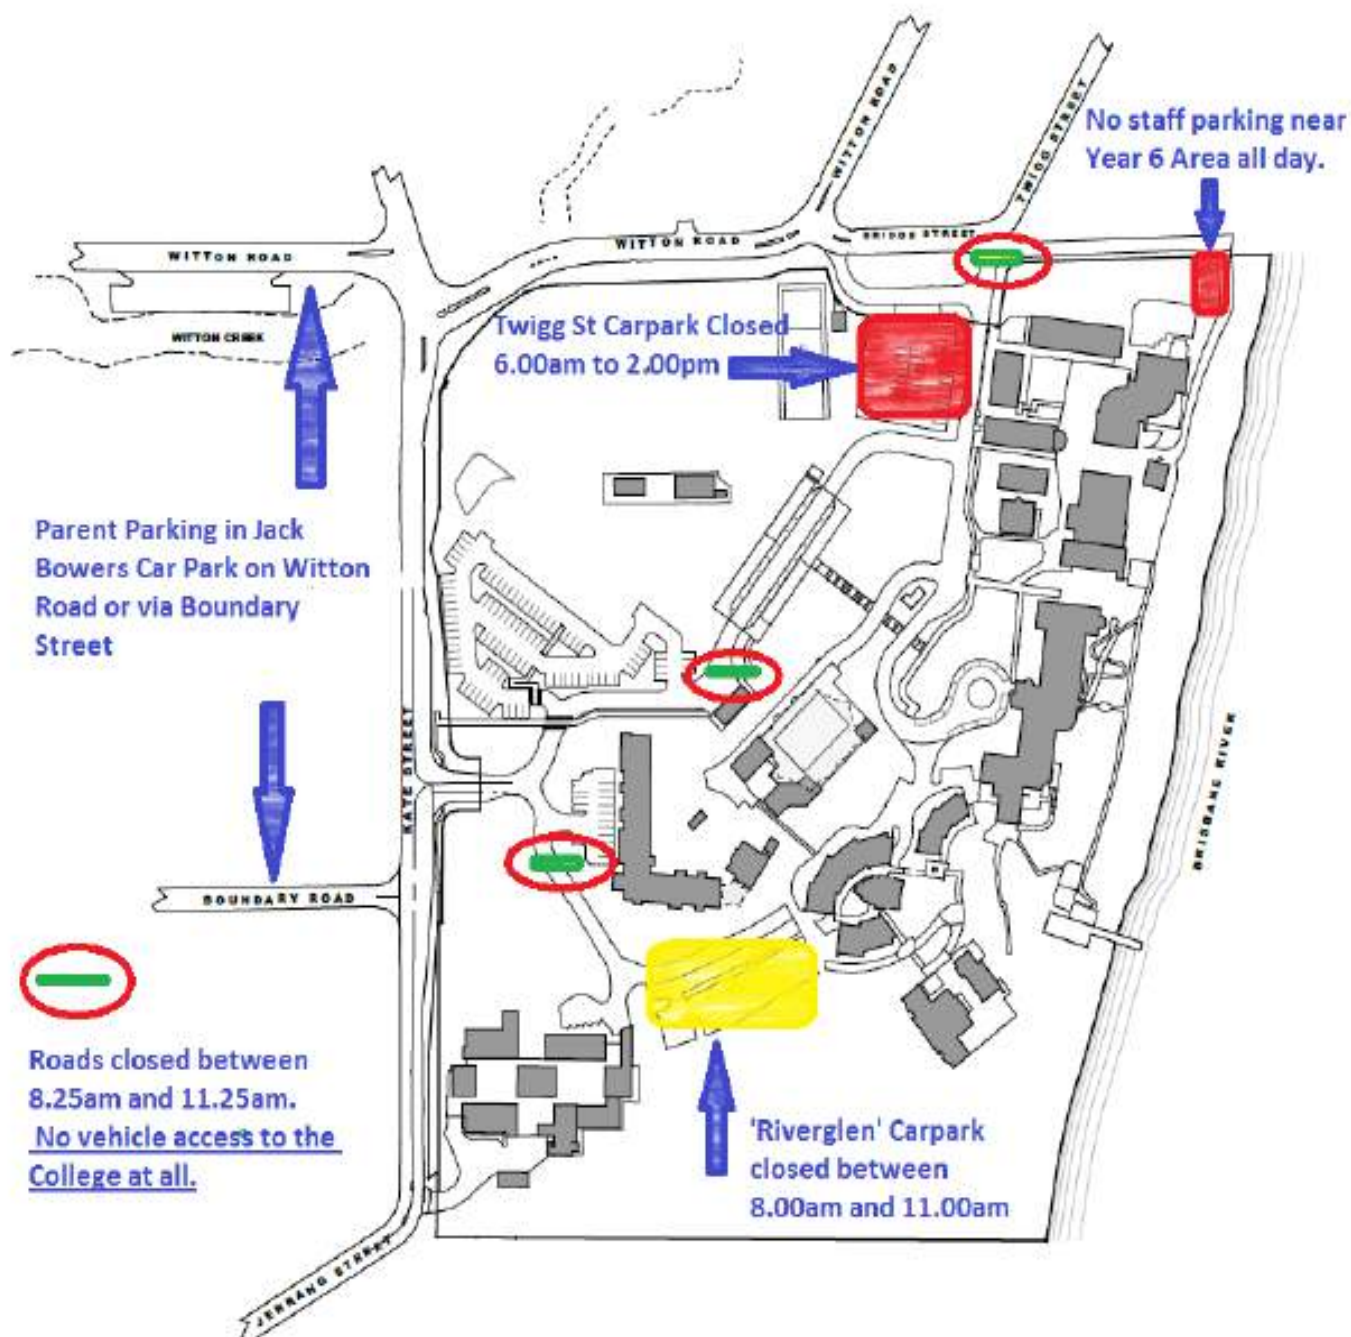 WITTON ROAD
TWIGG STREET
No staff parking near
Year 6 Area all day.
WITTON ROAD
WITTON ROAD
BRIDGE STREET
WITTON CREEK
Twigg St Carpark Closed
6.00am to 2.00pm
Parent Parking in Jack
Bowers Car Park on Witton
Road or via Boundary
Street
KATE STREET
BRISBANE RIVER
BOUNDARY ROAD
Roads closed between
8.25am and 11.25am.
No vehicle access to the
College at all.
'Riverglen' Carpark
closed between
8.00am and 11.00am
JERRANG STREET